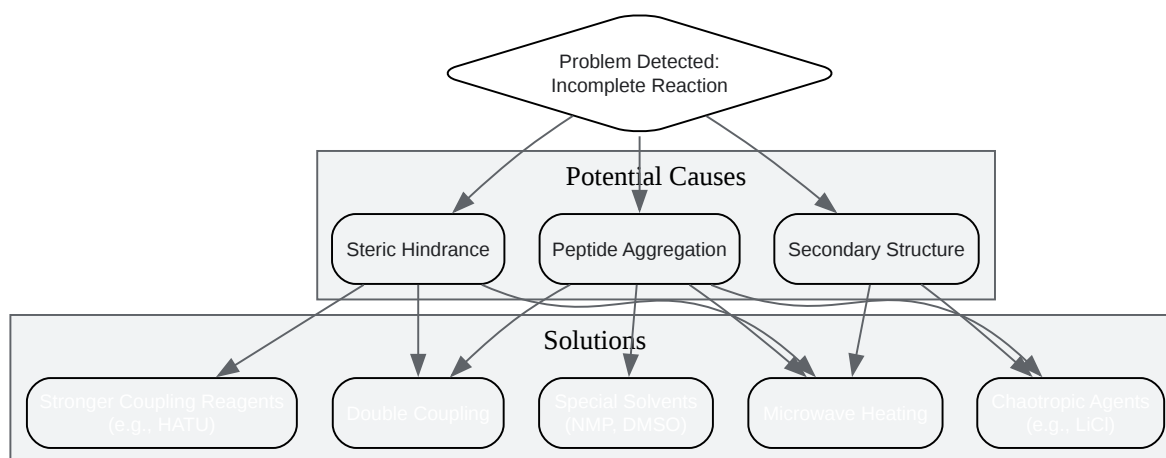 Problem Detected:
Incomplete Reaction
Potential Causes
Steric Hindrance
Peptide Aggregation
Secondary Structure
Solutions
Stronger Coupling Reagents
(e.g., HATU)
Double Coupling
Special Solvents
(NMP, DMSO)
Microwave Heating
Chaotropic Agents
(e.g., LiCl)